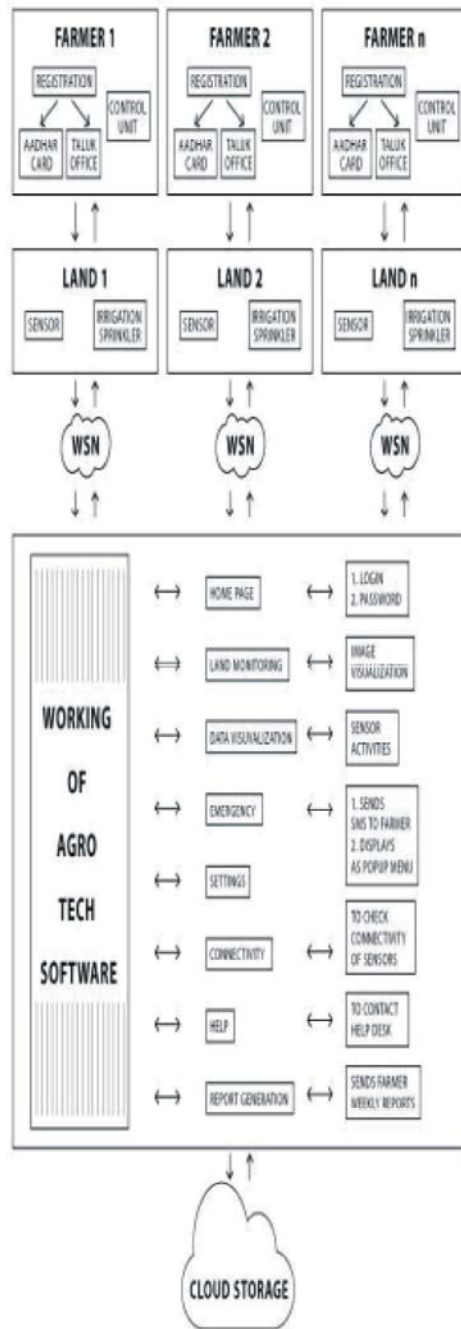 FARMER 1
REGISTRATION
CONTROL
UNIT
AADHAR
CARD
TALUK
OFFICE
FARMER 2
REGISTRATION
CONTROL
UNIT
AADHAR
CARD
TALUK
OFFICE
FARMER n
REGISTRATION
CONTROL
UNIT
AADHAR
CARD
TALUK
OFFICE
LAND 1
SENSOR
IRRIGATION
SPRINKLER
LAND 2
SENSOR
IRRIGATION
SPRINKLER
LAND n
SENSOR
IRRIGATION
SPRINKLER
WSN
WSN
WSN
WORKING
OF
AGRO
TECH
SOFTWARE
HOME PAGE
1. LOGIN
2. PASSWORD
LAND MONITORING
IMAGE
VISUALIZATION
DATA VISUVALIZATION
SENSOR
ACTIVITIES
EMERGENCY
1. SENDS
SMS TO FARMER
2. DISPLAYS
AS POPUP MENU
SETTINGS
CONNECTIVITY
TO CHECK
CONNECTIVITY
OF SENSORS
HELP
TO CONTACT
HELP DESK
REPORT GENERATION
SENDS FARMER
WEEKLY REPORTS
CLOUD STORAGE